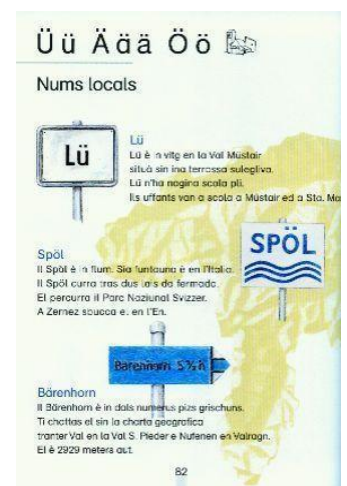 Üü Äɑä Öö
Nums locals
Lü
Lü
Lü è in vitg en la Val Müstair
situà sin ina terrassa sulegliva.
Lü n'ha nagina scola pli.
Ils uffants van a scola a Müstair ed a Sta. Ma
SPÖL
Spöl
Il Spöl è in flum. Sia funtauna è en l'Italia.
Il Spöl curra tras dus lais da fermada.
El percurra il Parc Naziunal Svizzer.
A Zernez sbucca el en l'En.
Bärenhorn 5½h
Bärenhorn
Il Bärenhorn è in dals numerus pizs grischuns.
Ti chattas el sin la charta geografica
tranter Val en la Val S. Pieder e Nufenen en Valragn.
El è 2929 meters aut.
82